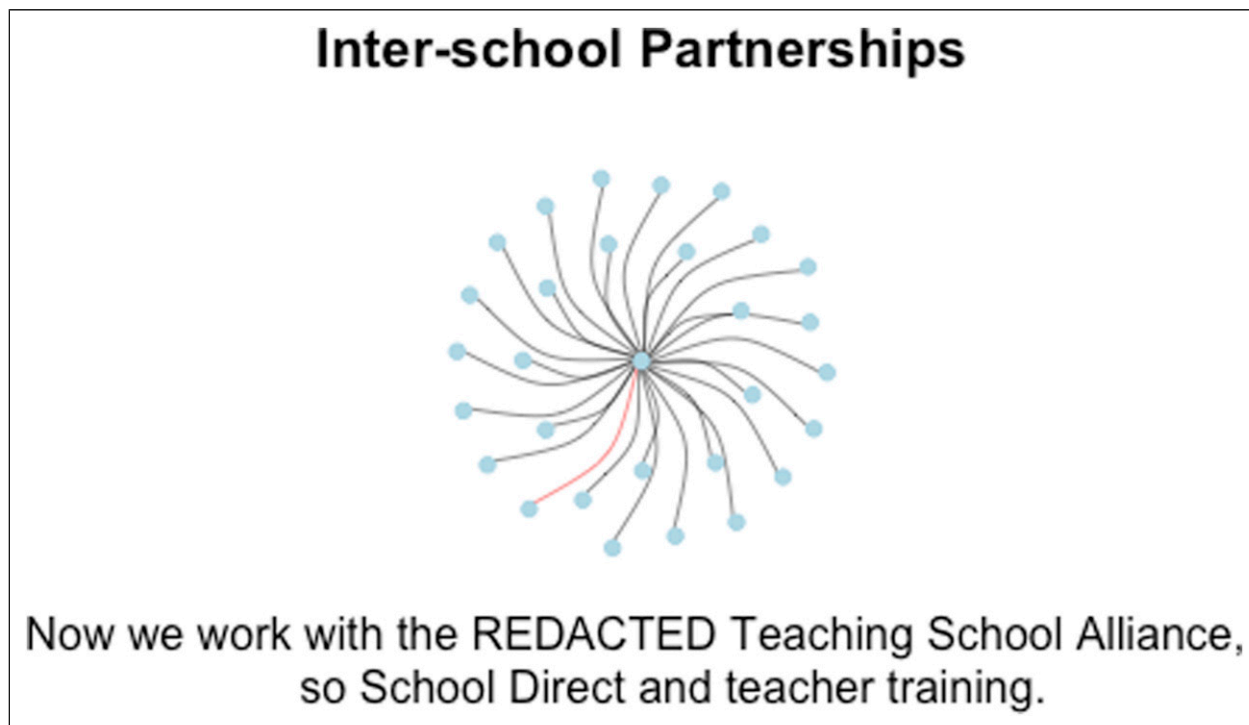 Inter-school Partnerships
Now we work with the REDACTED Teaching School Alliance,
so School Direct and teacher training.